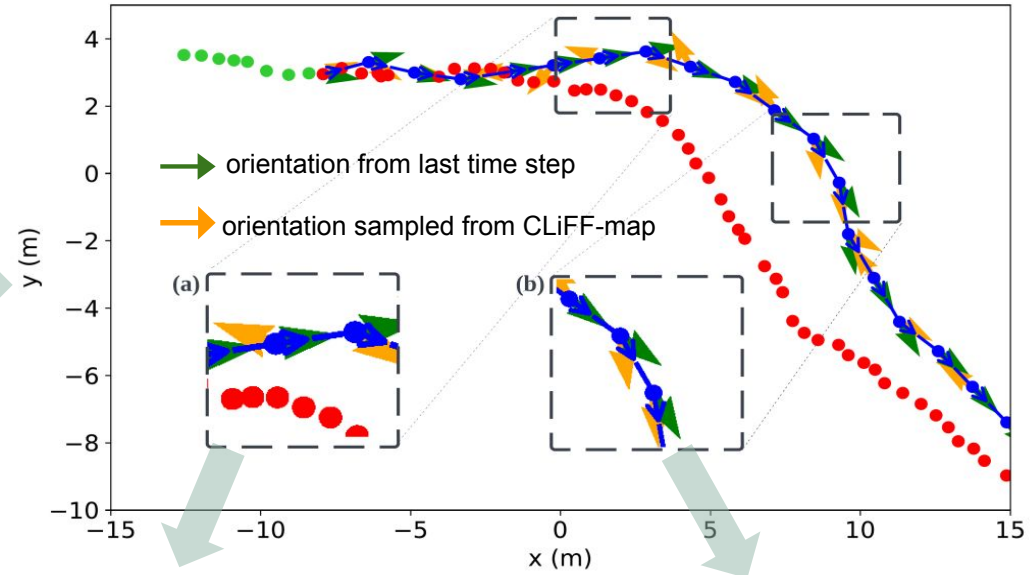 4
2
0
−2
−4
−6
−8
−10
y (m)
orientation from last time step
orientation sampled from CLiFF-map
(a)
(b)
−15
−10
−5
0
5
10
15
x (m)